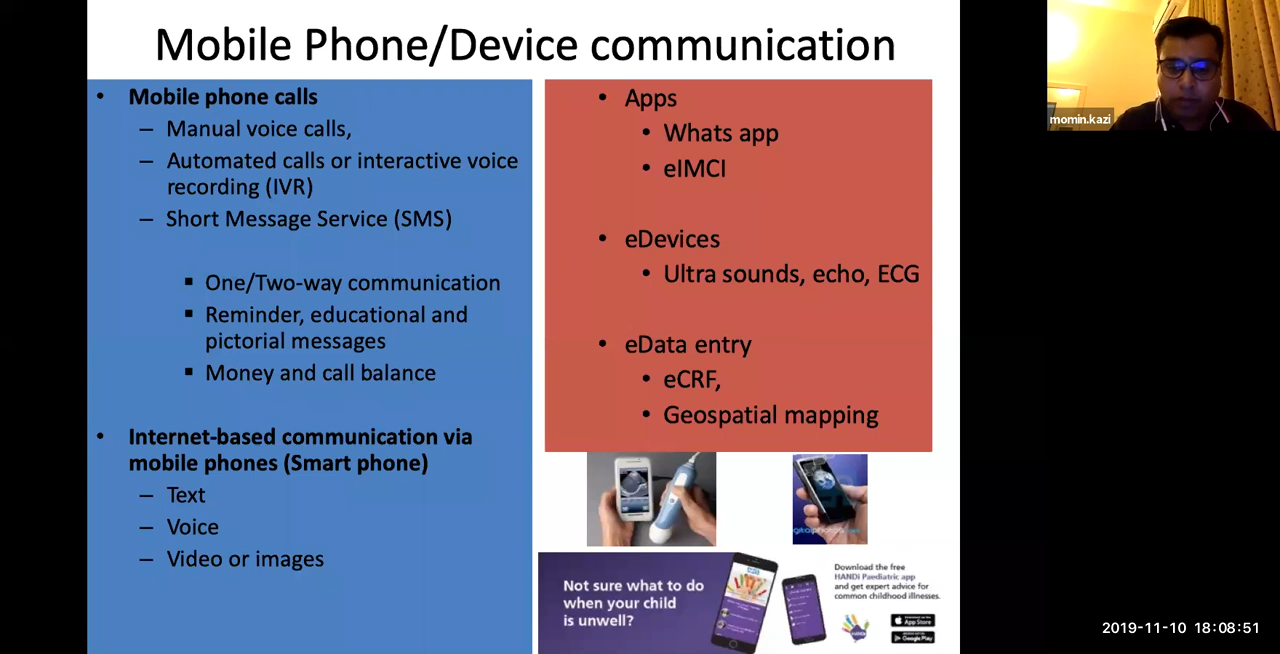 Mobile Phone/Device communication
• Mobile phone calls
– Manual voice calls,
– Automated calls or interactive voice
recording (IVR)
– Short Message Service (SMS)
▪ One/Two-way communication
▪ Reminder, educational and
pictorial messages
▪ Money and call balance
• Internet-based communication via
mobile phones (Smart phone)
– Text
– Voice
– Video or images
• Apps
• Whats app
• eIMCI
• eDevices
• Ultra sounds, echo, ECG
• eData entry
• eCRF,
• Geospatial mapping
Not sure what to do
when your child
is unwell?
Download the free
HANDi Paediatric app
and get expert advice for
common childhood illnesses.
App Store
Google Play
momin.kazi
2019-11-10 18:08:51